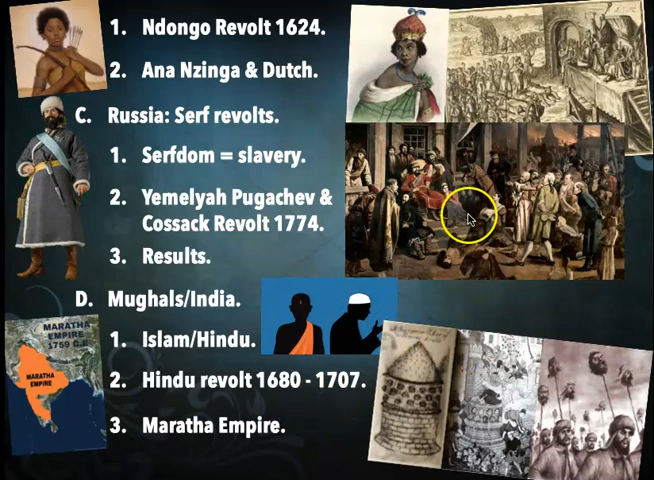 1. Ndongo Revolt 1624.
2. Ana Nzinga & Dutch.
C. Russia: Serf revolts.
1. Serfdom = slavery.
2. Yemelyah Pugachev &
Cossack Revolt 1774.
3. Results.
D. Mughals/India.
MARATHA
EMPIRE
1759 C.E
MARATHA
EMPIRE
1. Islam/Hindu.
2. Hindu revolt 1680 - 1707.
3. Maratha Empire.